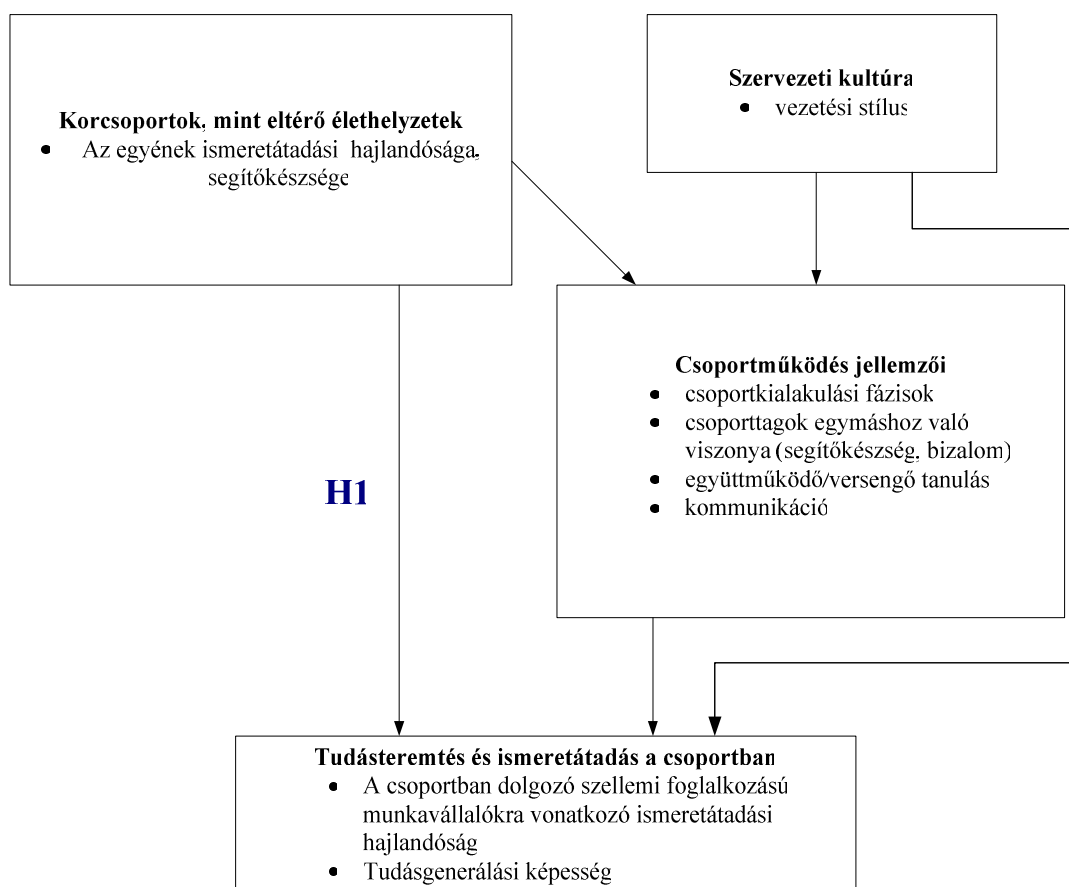 Korcsoportok, mint eltérő élethelyzetek
• Az egyének ismeretátadási hajlandósága,
segítőkészsége
Szervezeti kultúra
• vezetési stílus
Csoportműködés jellemzői
• csoportkialakulási fázisok
• csoporttagok egymáshoz való
viszonya (segítőkészség, bizalom)
• együttműködő/versengő tanulás
• kommunikáció
H1
Tudásteremtés és ismeretátadás a csoportban
• A csoportban dolgozó szellemi foglalkozású
munkavállalókra vonatkozó ismeretátadási
hajlandóság
• Tudásgenerálási képesség